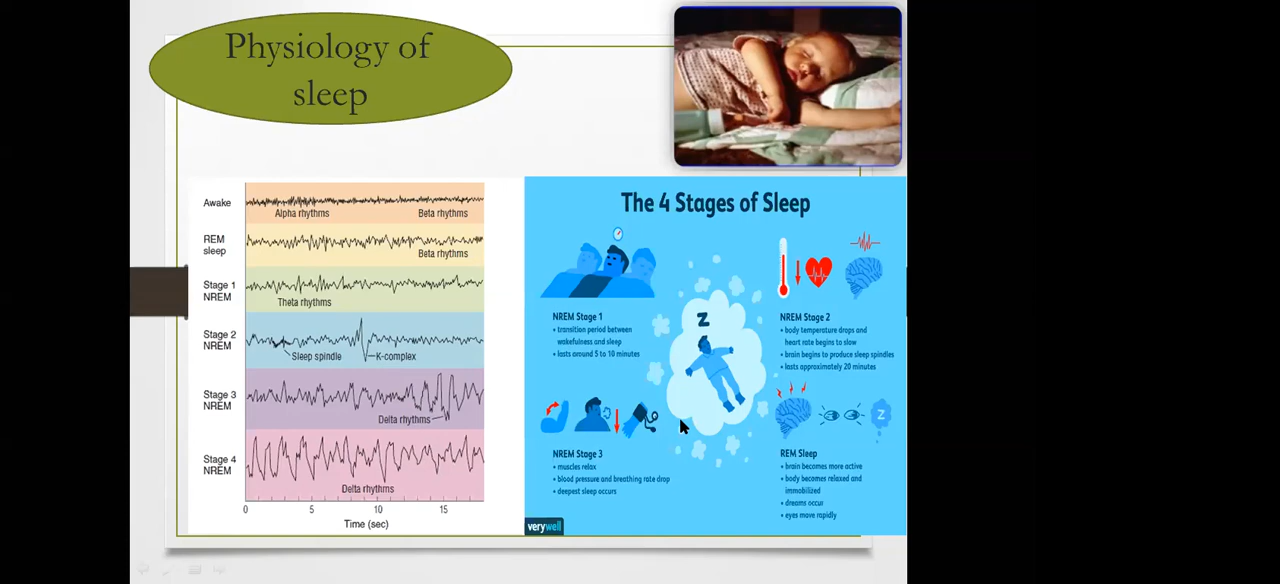 Physiology of
sleep
Awake
Alpha rhythms
Beta rhythms
REM
sleep
Beta rhythms
Stage 1
NREM
Theta rhythms
Stage 2
NREM
Sleep spindle
K-complex
Stage 3
NREM
Delta rhythms
Stage 4
NREM
Delta rhythms
0
5
10
15
Time (sec)
The 4 Stages of Sleep
NREM Stage 1
• transition period between
wakefulness and sleep
• lasts around 5 to 10 minutes
NREM Stage 2
• body temperature drops and
heart rate begins to slow
• brain begins to produce sleep spindles
• lasts approximately 20 minutes
Z
Z
NREM Stage 3
• muscles relax
• blood pressure and breathing rate drop
• deepest sleep occurs
REM Sleep
• brain becomes more active
• body becomes relaxed and
immobilized
• dreams occur
• eyes move rapidly
verywell